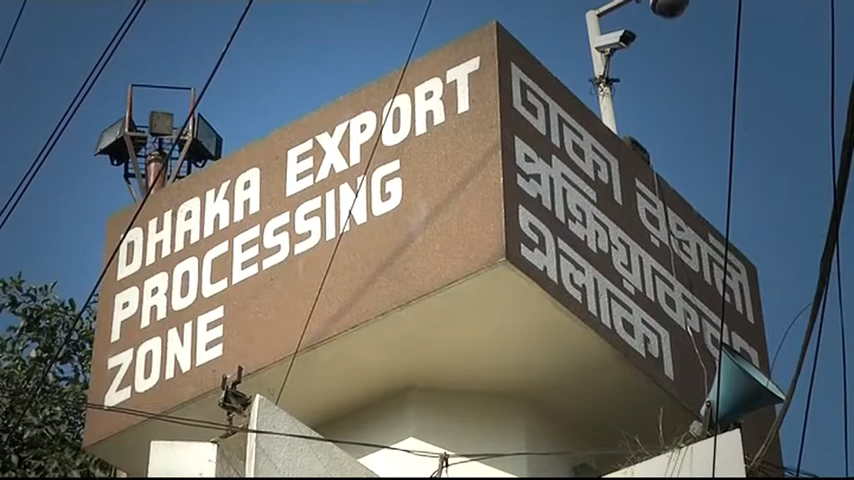 DHAKA EXPORT
PROCESSING
ZONE
ঢাকা রপ্তানী
প্রক্রিয়াকরণ
এলাকা